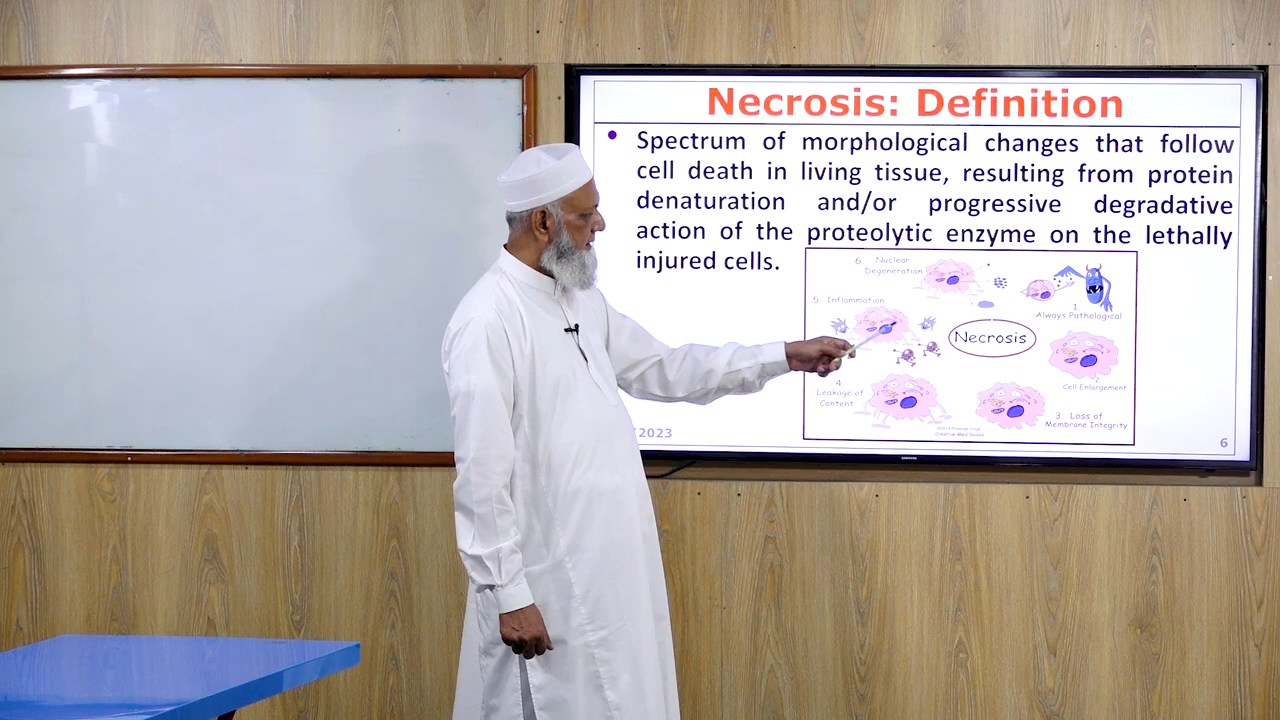 Necrosis: Definition
• Spectrum of morphological changes that follow
cell death in living tissue, resulting from protein
denaturation and/or progressive degradative
action of the proteolytic enzyme on the lethally
injured cells.
6. Nuclear
Degeneration
1.
Always Pathological
5. Inflammation
Necrosis
2
Cell Enlargement
4
Leakage of
Content
3. Loss of
Membrane Integrity
2023
6
SAMSUNG